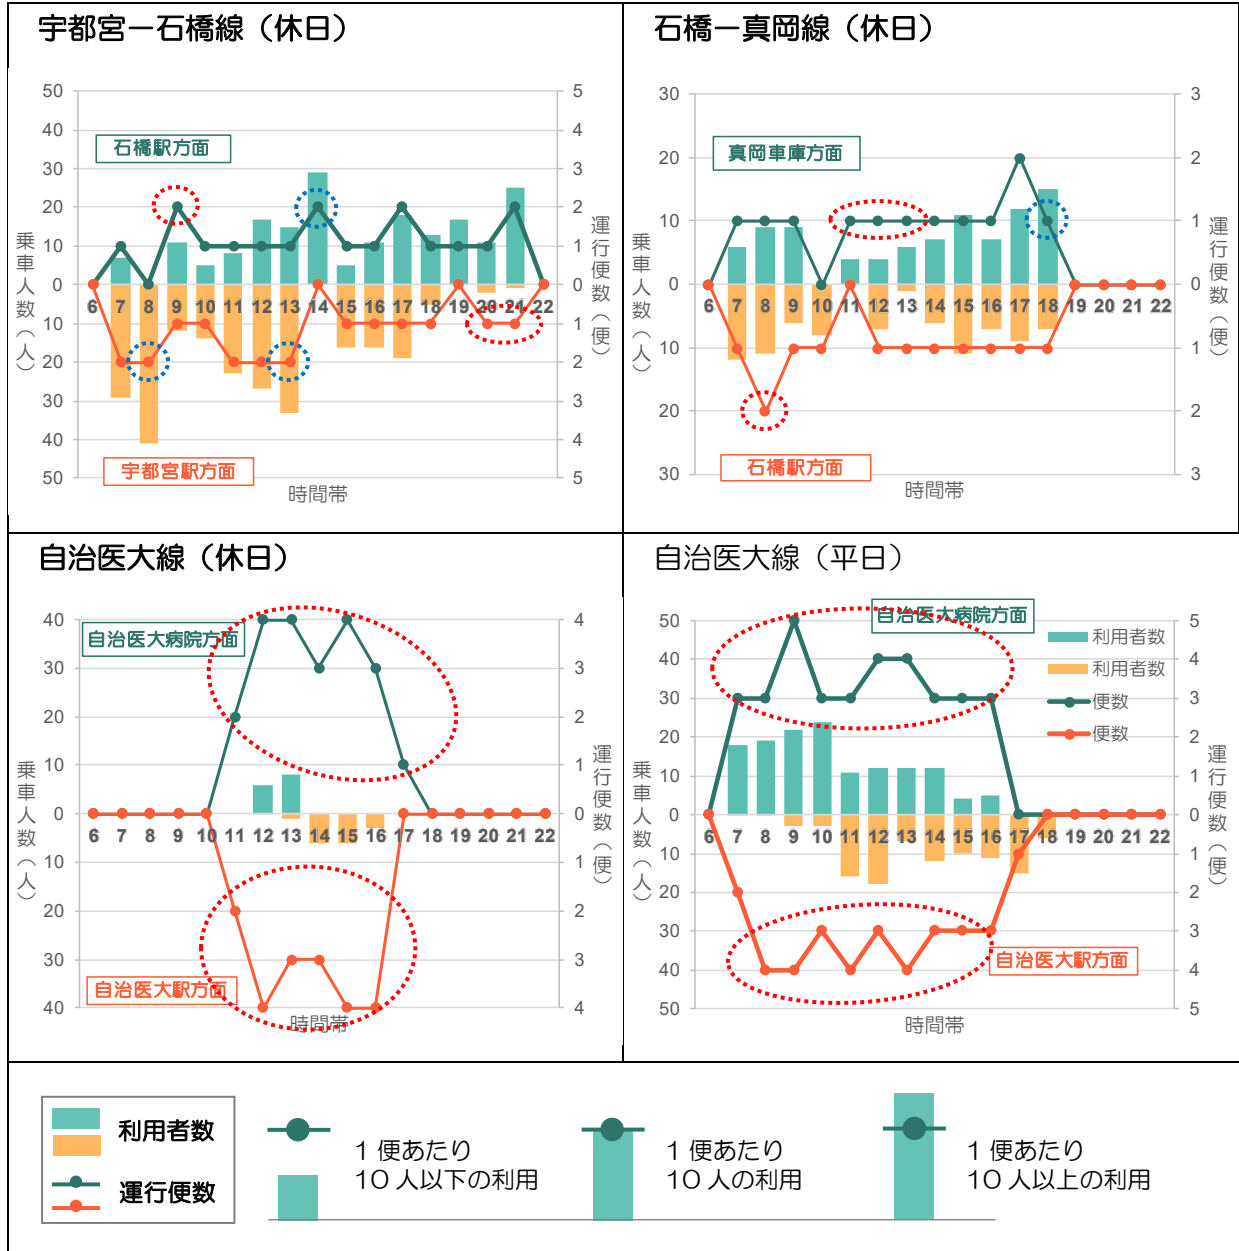 宇都宮ー石橋線（休日）
50
40
30
20
10
0
10
20
30
40
50
5
4
3
2
1
0
1
2
3
4
5
石橋駅方面
乗車人数（人）
運行便数（便）
6 7 8 9 10 11 12 13 14 15 16 17 18 19 20 21 22
宇都宮駅方面
時間帯
石橋ー真岡線（休日）
30
20
10
0
10
20
30
3
2
1
0
1
2
3
真岡車庫方面
乗車人数（人）
運行便数（便）
6 7 8 9 10 11 12 13 14 15 16 17 18 19 20 21 22
石橋駅方面
時間帯
自治医大線（休日）
40
30
20
10
0
10
20
30
40
4
3
2
1
0
1
2
3
4
自治医大病院方面
乗車人数（人）
運行便数（便）
6 7 8 9 10 11 12 13 14 15 16 17 18 19 20 21 22
自治医大駅方面
時間帯
自治医大線（平日）
50
40
30
20
10
0
10
20
30
40
50
5
4
3
2
1
0
1
2
3
4
5
自治医大病院方面
利用者数
利用者数
便数
便数
乗車人数（人）
運行便数（便）
6 7 8 9 10 11 12 13 14 15 16 17 18 19 20 21 22
自治医大駅方面
時間帯
利用者数
運行便数
1 便あたり
10 人以下の利用
1 便あたり
10 人の利用
1 便あたり
10 人以上の利用